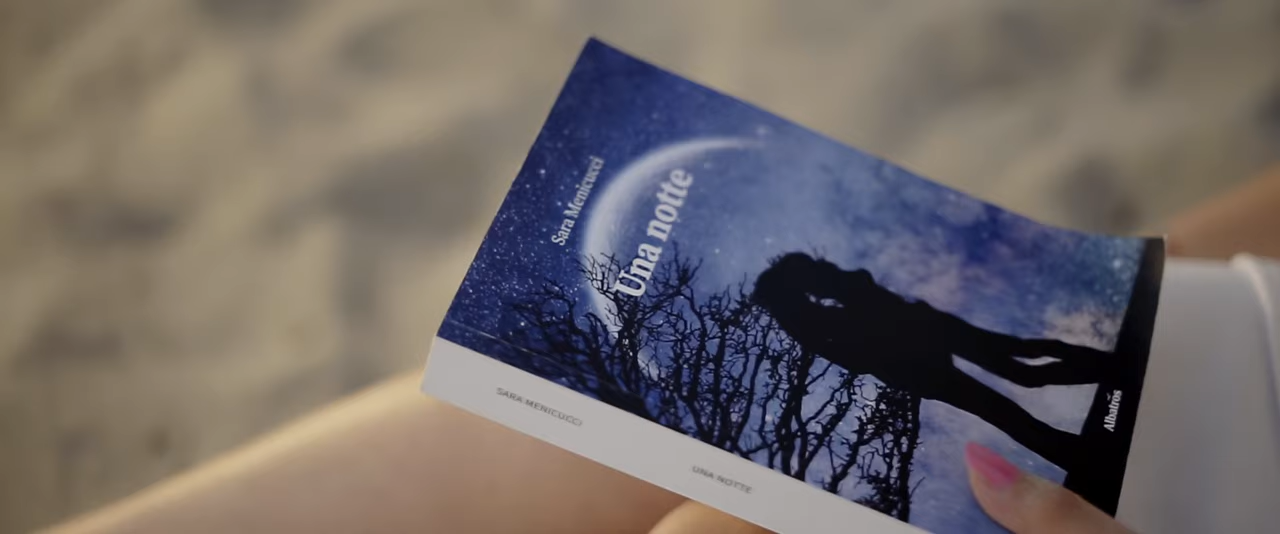 Sara Menicucci
Una notte
Albatros
SARA MENICUCCI
UNA NOTTE